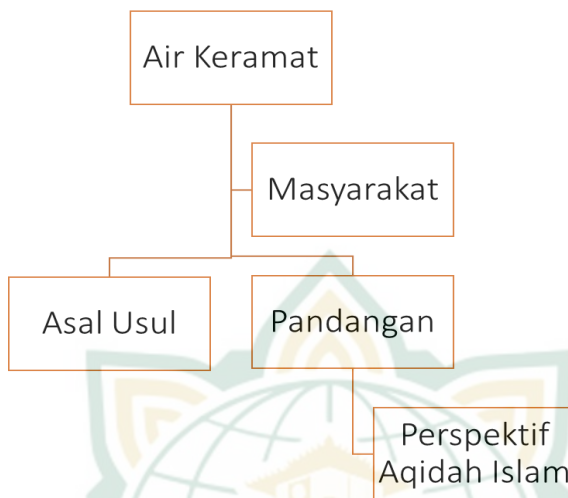 Air Keramat
Masyarakat
Asal Usul
Pandangan
Perspektif
Aqidah Islam